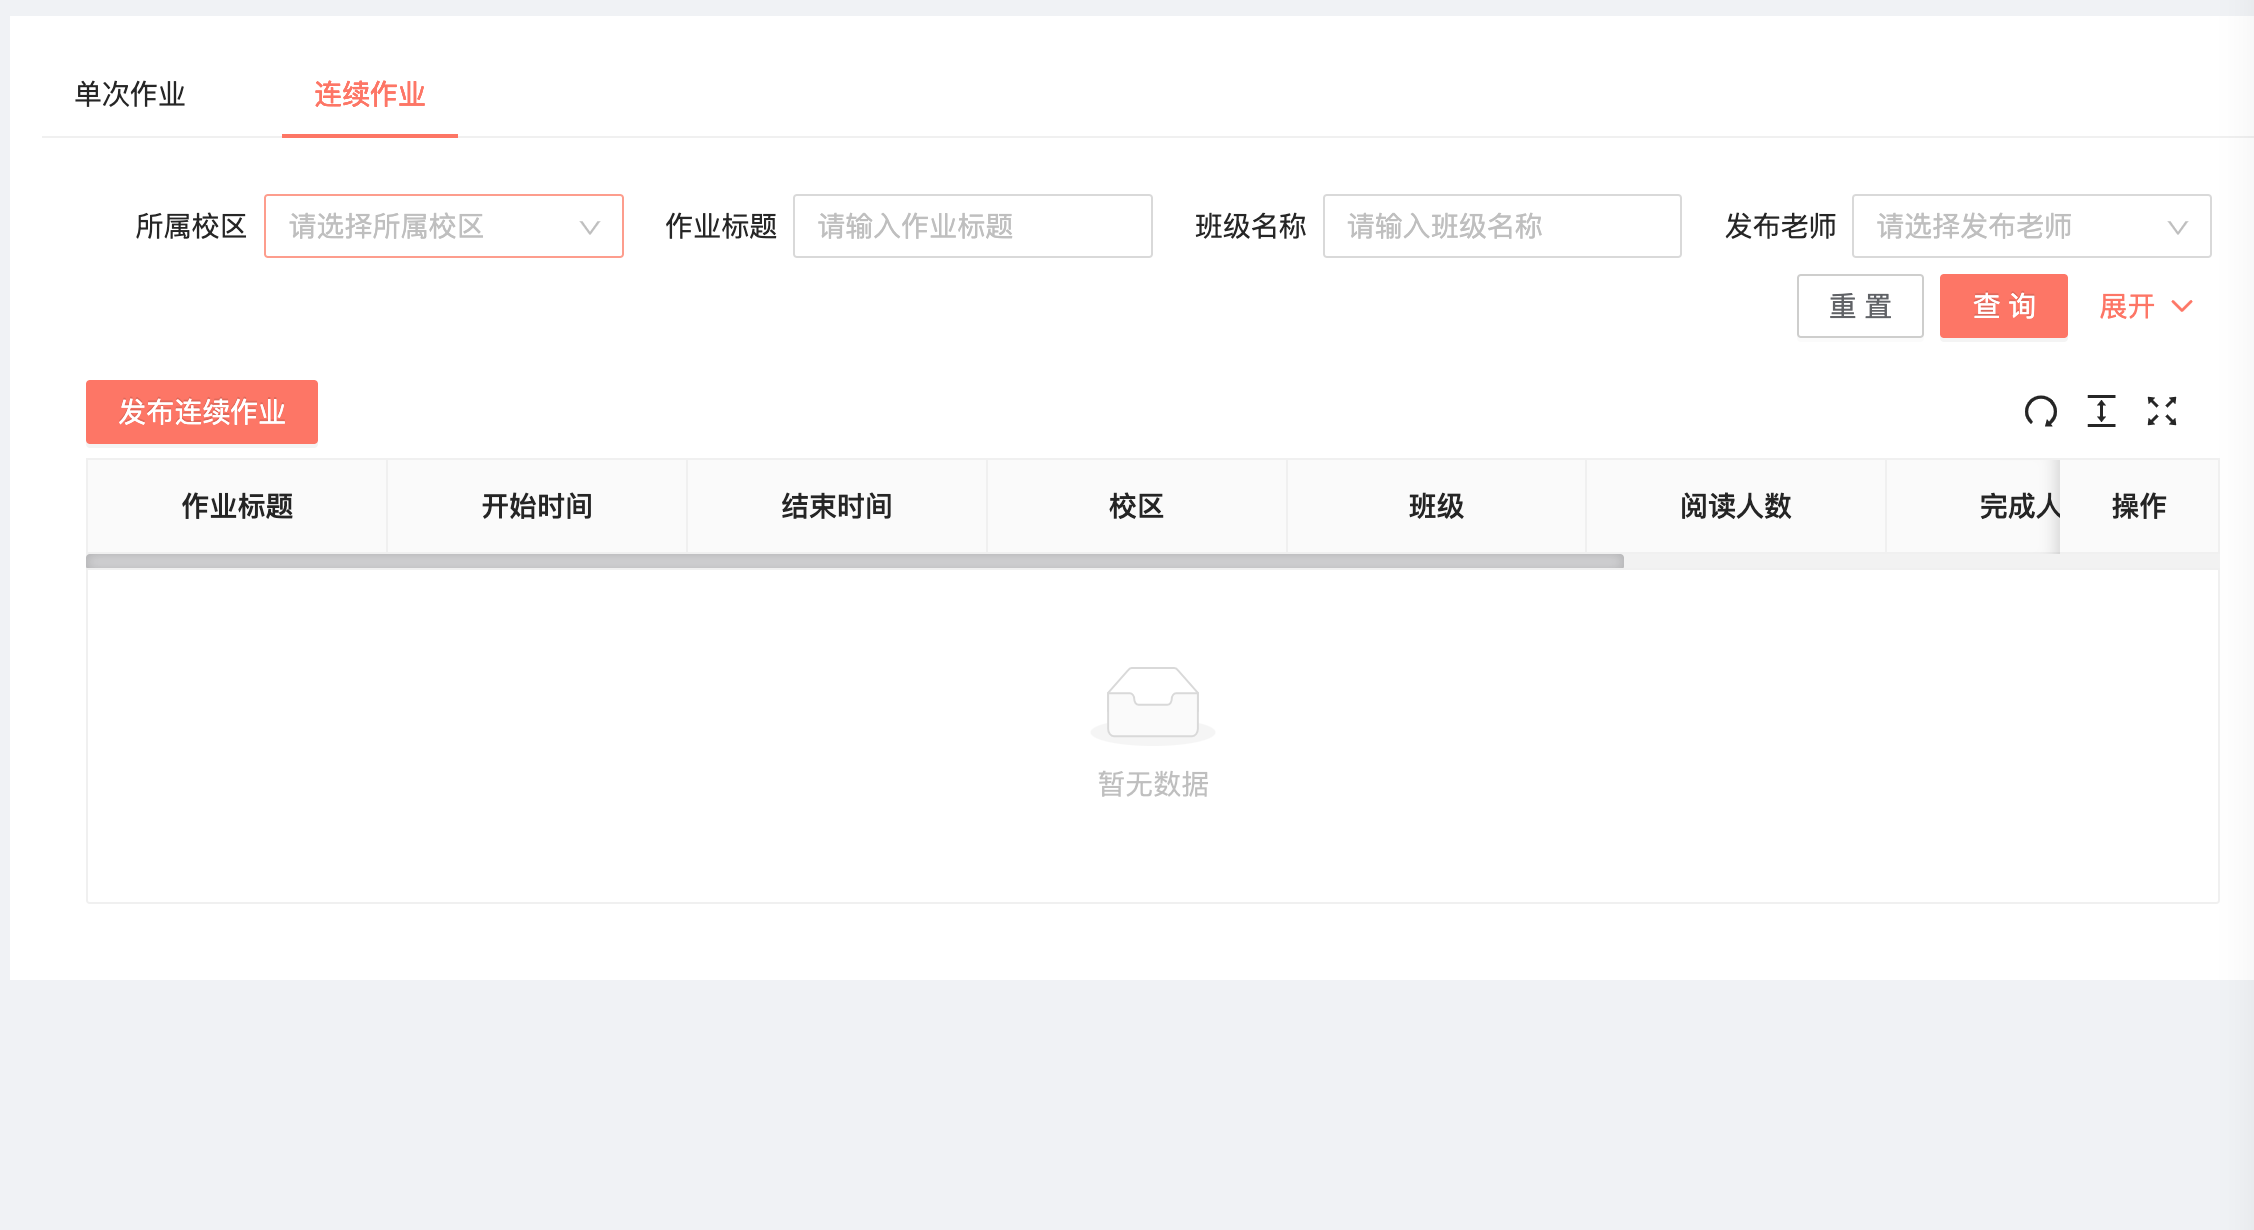 单次作业 连续作业
所属校区 请选择所属校区 作业标题 请输入作业标题 班级名称 请输入班级名称 发布老师 请选择发布老师
重置 查询 展开
发布连续作业
作业标题 开始时间 结束时间 校区 班级 阅读人数 完成人 操作
暂无数据